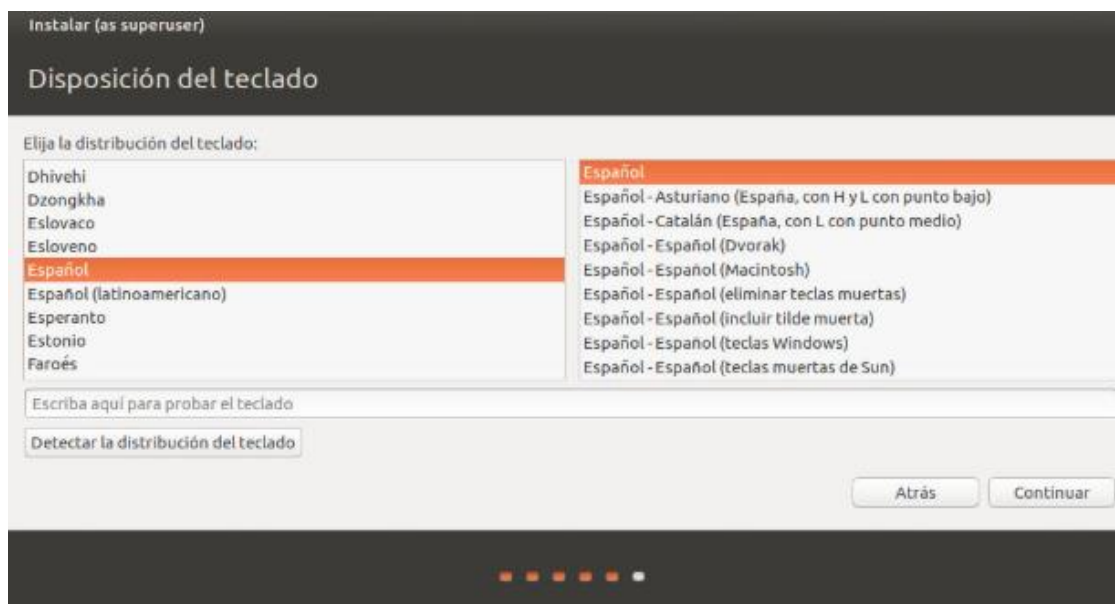 Instalar (as superuser)
Disposición del teclado
Elija la distribución del teclado:
Dhivehi
Dzongkha
Eslovaco
Esloveno
Español
Español (latinoamericano)
Esperanto
Estonio
Faroés
Español
Español - Asturiano (España, con H y L con punto bajo)
Español - Catalán (España, con L con punto medio)
Español - Español (Dvorak)
Español - Español (Macintosh)
Español - Español (eliminar teclas muertas)
Español - Español (incluir tilde muerta)
Español - Español (teclas Windows)
Español - Español (teclas muertas de Sun)
Escriba aquí para probar el teclado
Detectar la distribución del teclado
Atrás
Continuar